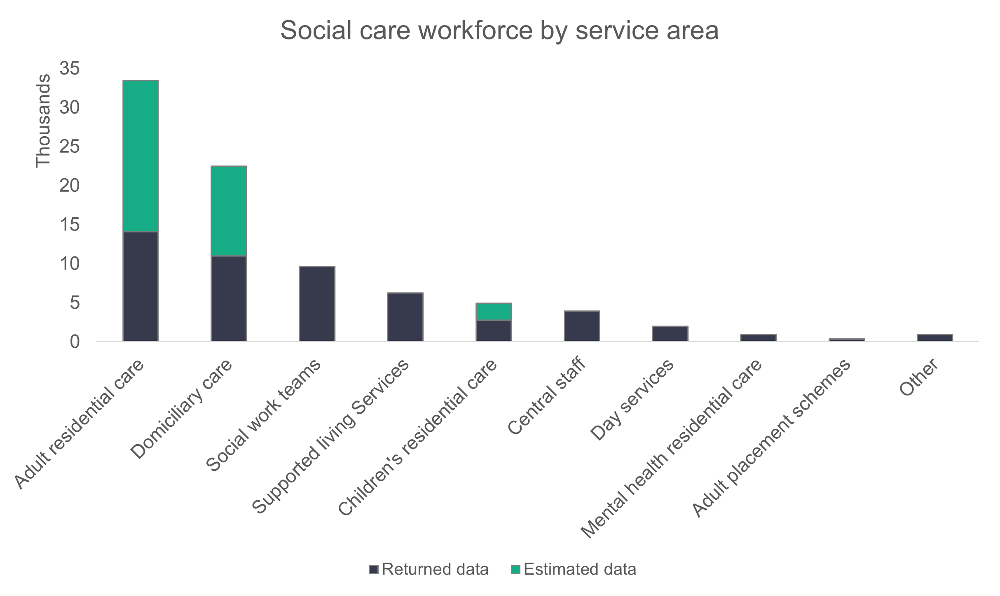 Social care workforce by service area
Thousands
35
30
25
20
15
10
5
0
Adult residential care
Domiciliary care
Social work teams
Supported living Services
Children's residential care
Central staff
Day services
Mental health residential care
Adult placement schemes
Other
Returned data
Estimated data